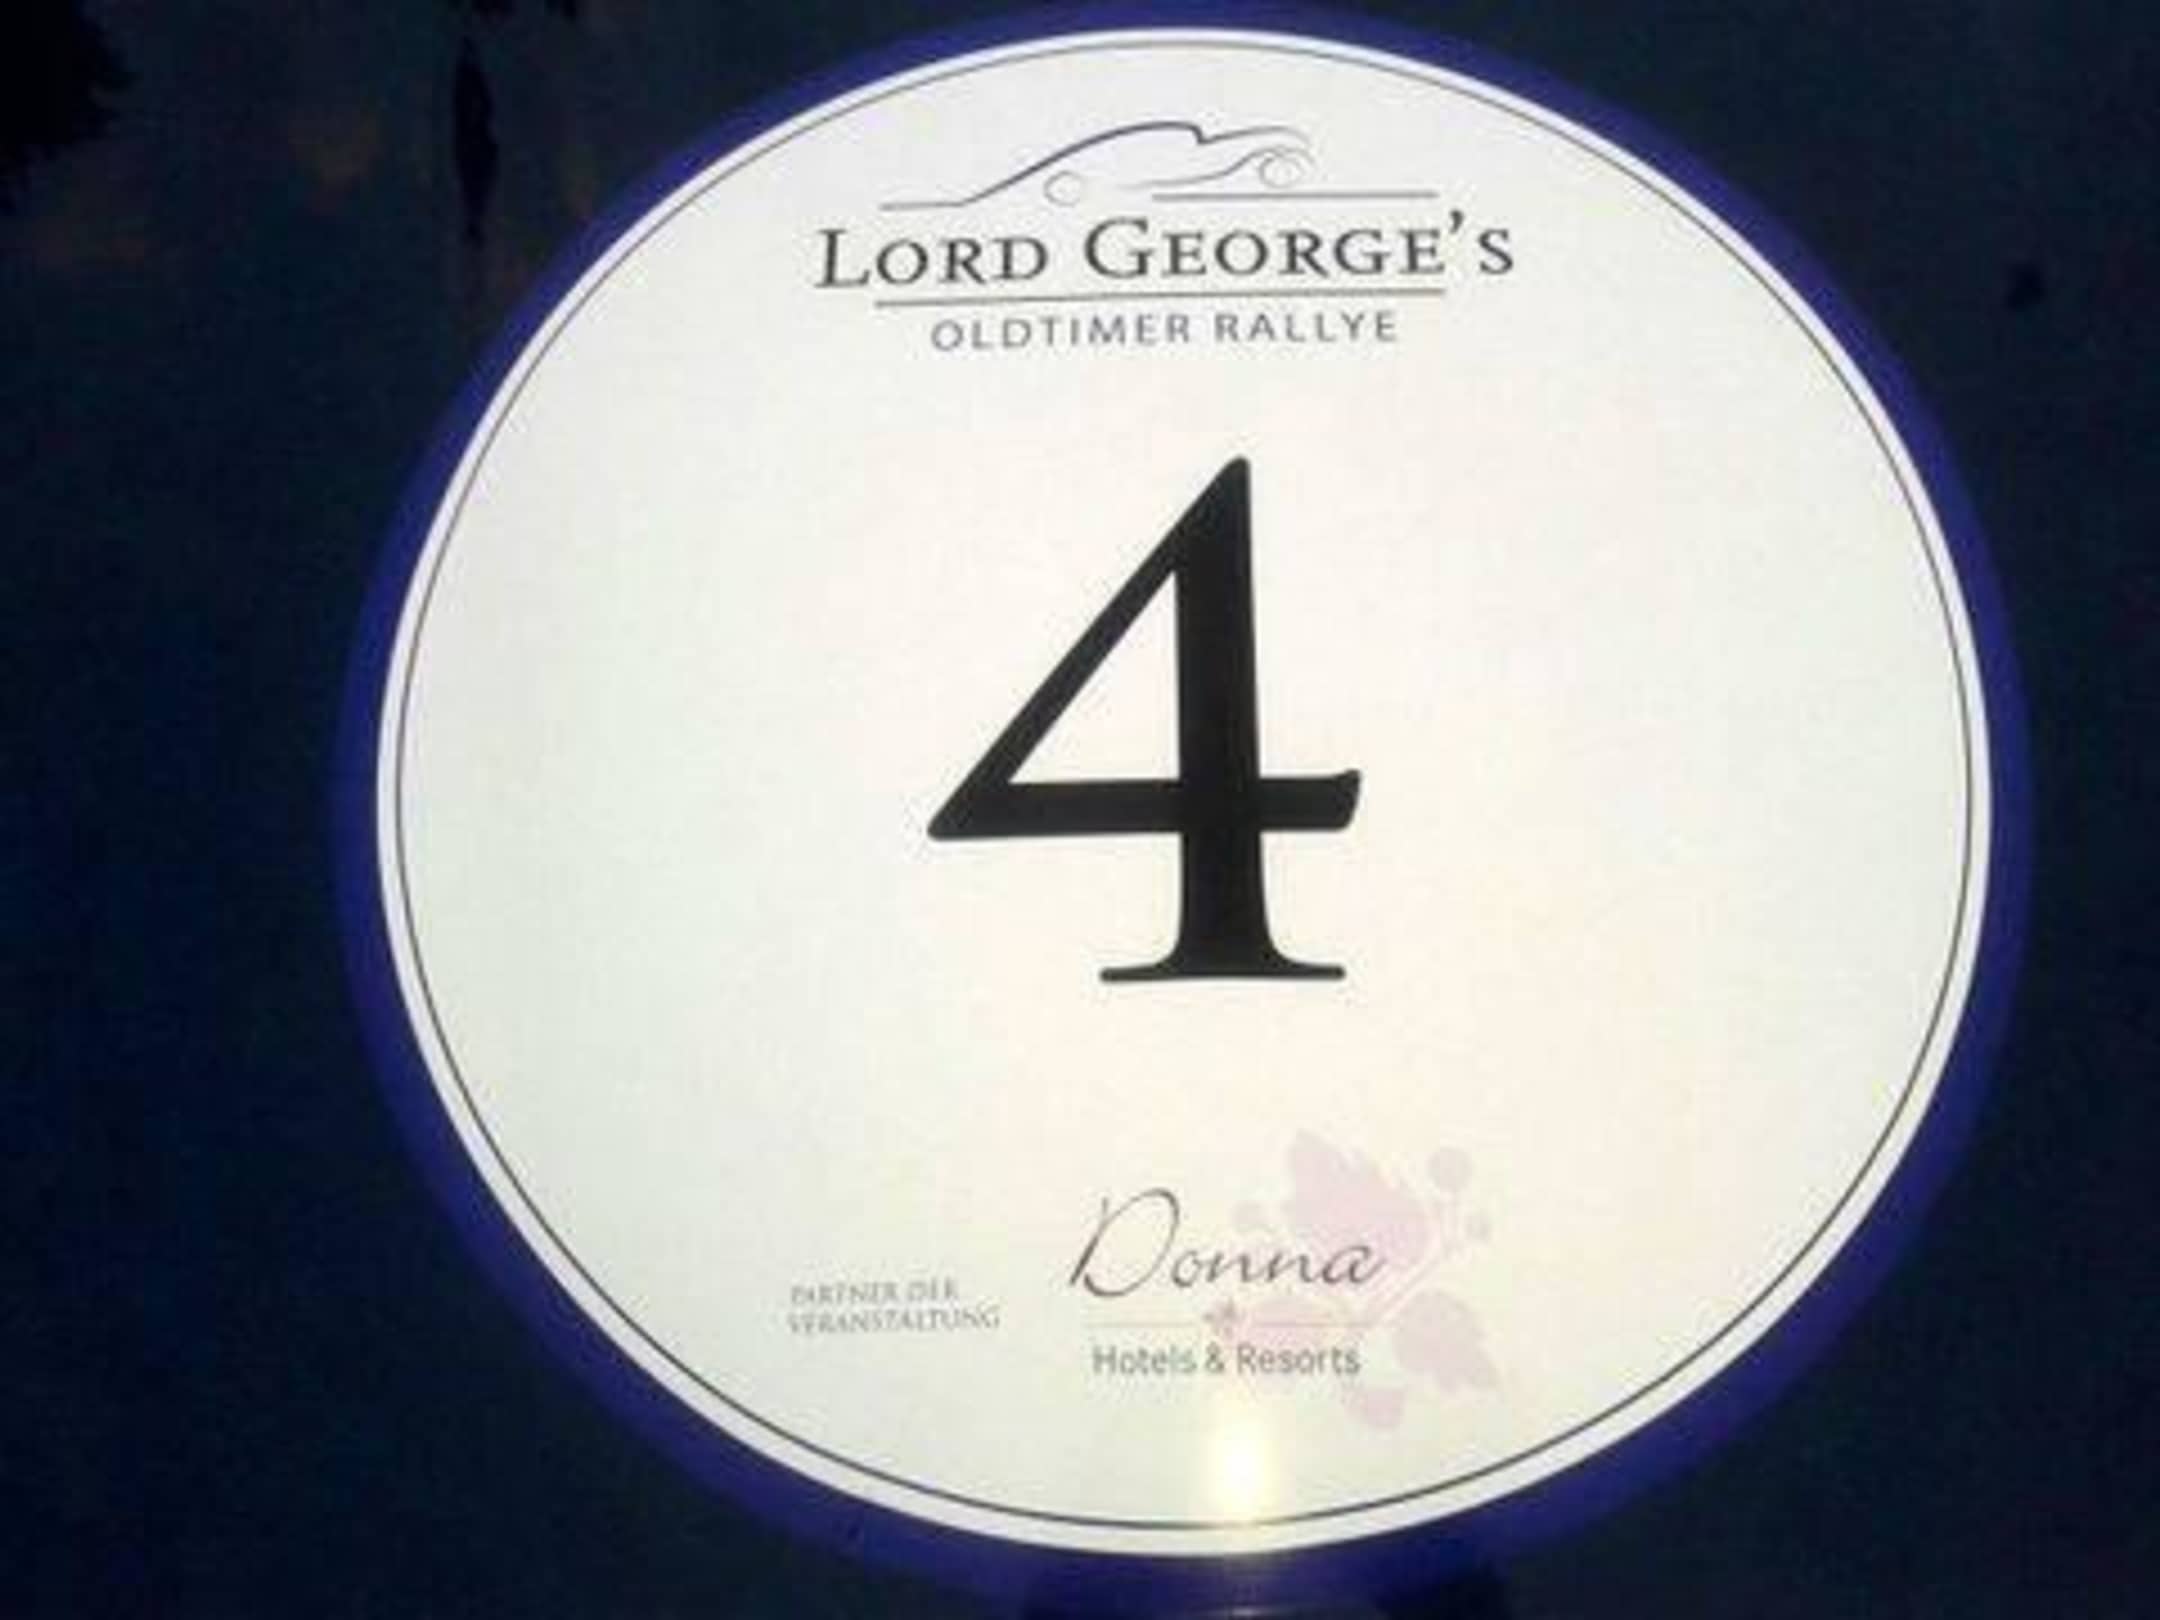 LORD GEORGE'S
OLDTIMER RALLYE
4
Donna
PARTNER DER
VERANSTALTUNG
Hotels & Resorts